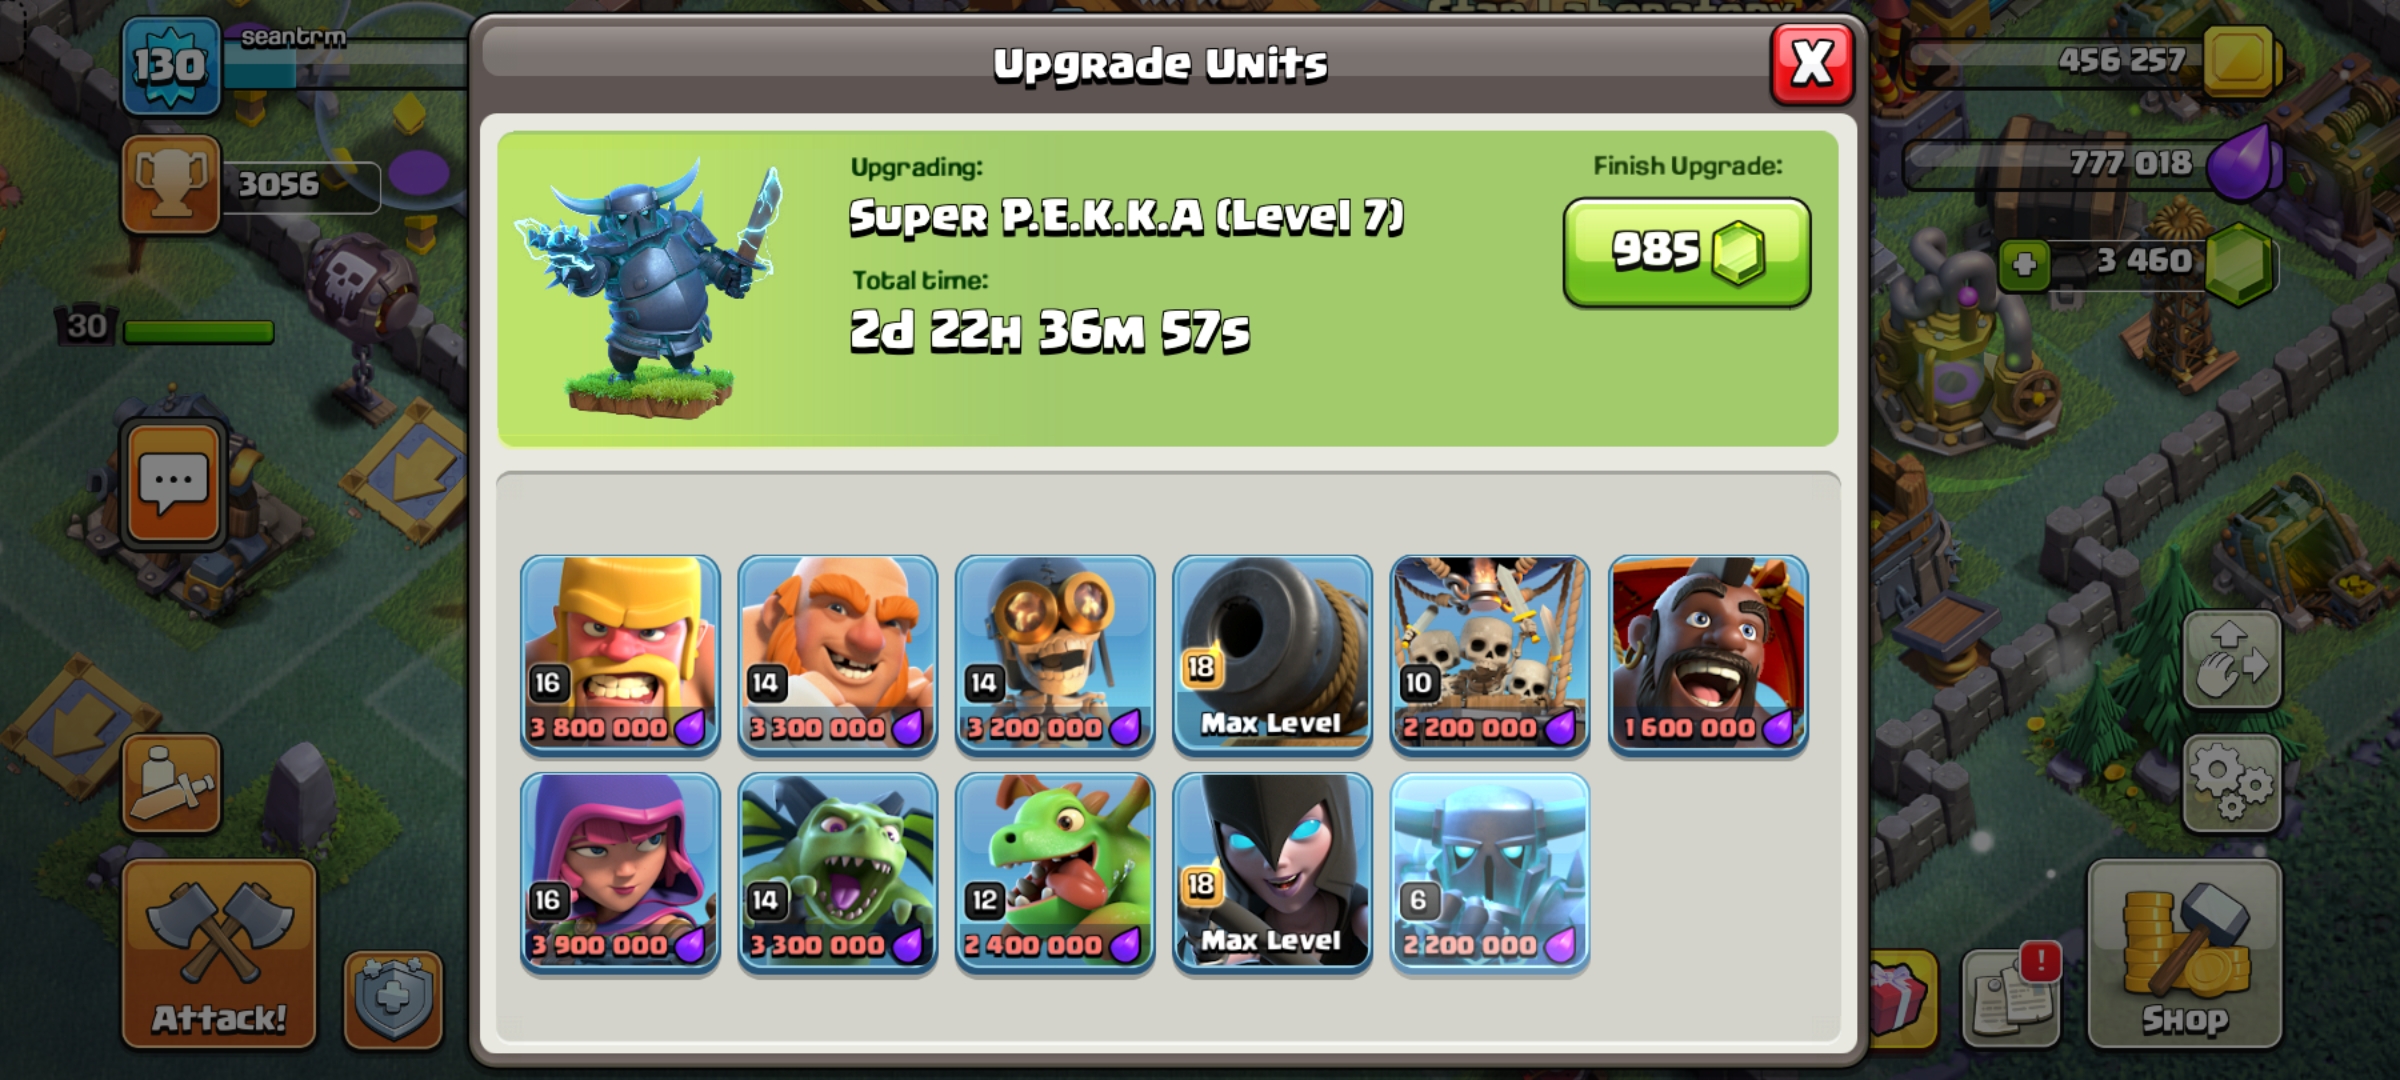 Star Laboratory
130
seantrm
Upgrade Units
X
456 257
3056
777 018
3 460
30
Upgrading:
Super P.E.K.K.A (Level 7)
Total time:
2d 22h 36m 57s
Finish Upgrade:
985
16
3 800 000
14
3 300 000
14
3 200 000
18
Max Level
10
2 200 000
1 600 000
16
3 900 000
14
3 300 000
12
2 400 000
18
Max Level
6
2 200 000
Attack!
!
Shop